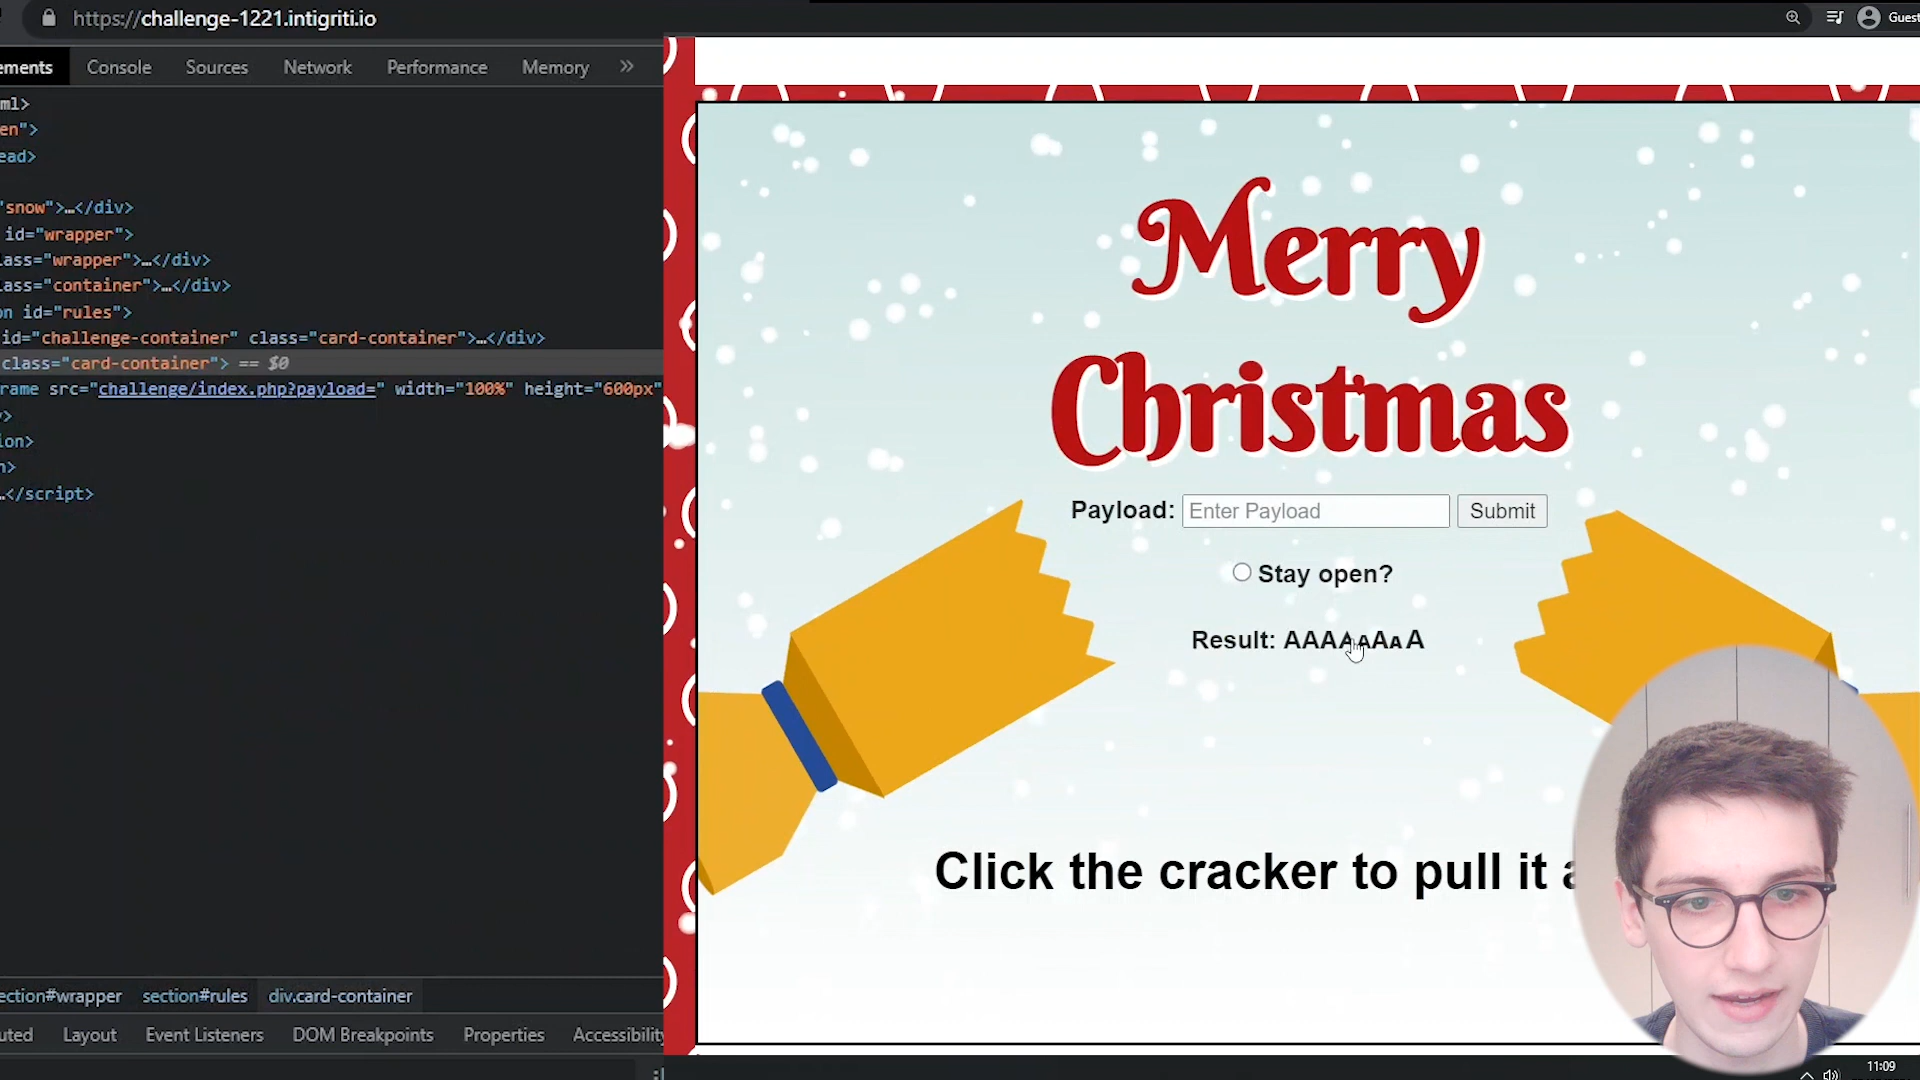 https://challenge-1221.intigriti.io
Guest
ements Console Sources Network Performance Memory »
ml>
en">
ead>
"snow">…</div>
id="wrapper">
lass="wrapper">…</div>
lass="container">…</div>
on id="rules">
id="challenge-container" class="card-container">…</div>
class="card-container"> == $0
rame src="challenge/index.php?payload=" width="100%" height="600px"
>
ion>
n>
…</script>
ection#wrapper section#rules div.card-container
uted Layout Event Listeners DOM Breakpoints Properties Accessibility
Merry
Christmas
Payload: Enter Payload Submit
Stay open?
Result: AAAAAAAA
Click the cracker to pull it a
11:09